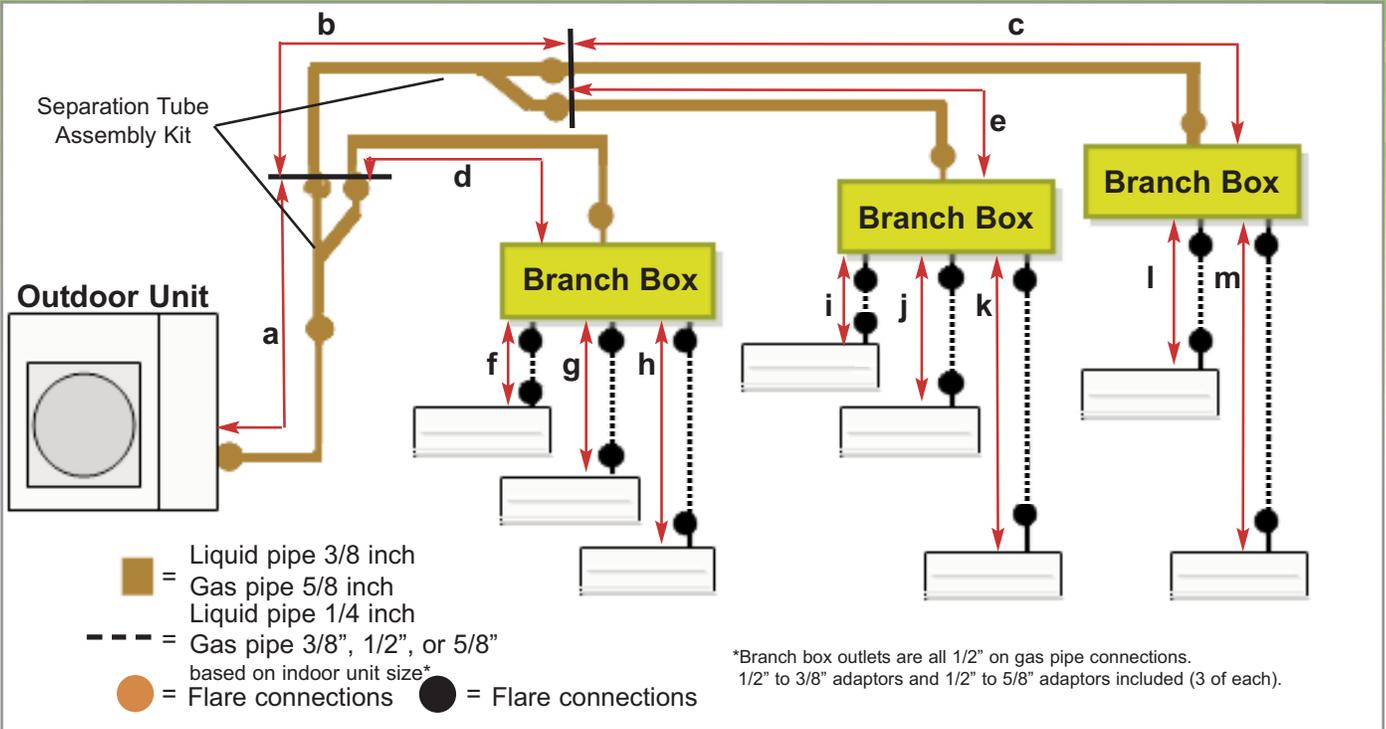 b
c
Separation Tube
Assembly Kit
e
d
Branch Box
Branch Box
Branch Box
Outdoor Unit
a
f
g
h
i
j
k
l
m
= Liquid pipe 3/8 inch
Gas pipe 5/8 inch
Liquid pipe 1/4 inch
= Gas pipe 3/8”, 1/2”, or 5/8”
based on indoor unit size*
= Flare connections
= Flare connections
*Branch box outlets are all 1/2” on gas pipe connections.
1/2” to 3/8” adaptors and 1/2” to 5/8” adaptors included (3 of each).